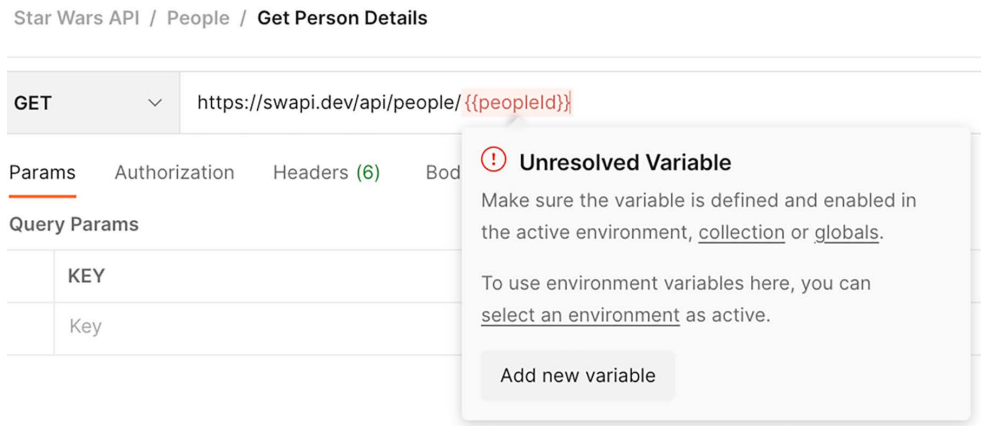 Star Wars API / People / Get Person Details
GET https://swapi.dev/api/people/{{peopleId}}
Params Authorization Headers (6) Bod
Query Params
KEY
Key
Unresolved Variable
Make sure the variable is defined and enabled in
the active environment, collection or globals.
To use environment variables here, you can
select an environment as active.
Add new variable